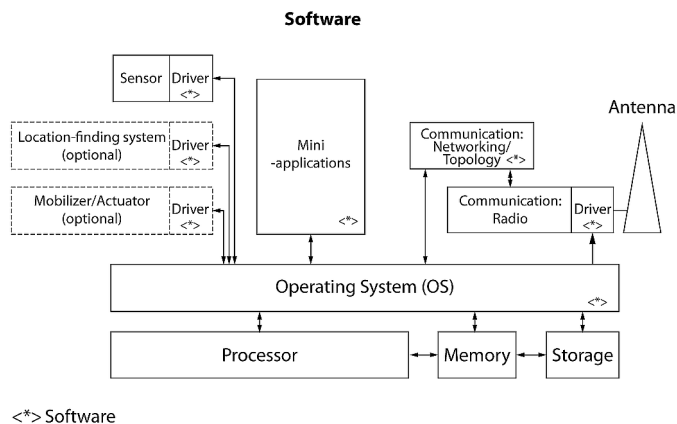 Software
Sensor
Driver
<*>
Antenna
Location-finding system
(optional)
Driver
<*>
Mini
-applications
<*>
Communication:
Networking/
Topology <*>
Mobilizer/Actuator
(optional)
Driver
<*>
Communication:
Radio
Driver
<*>
Operating System (OS)
<*>
Processor
Memory
Storage
<*> Software